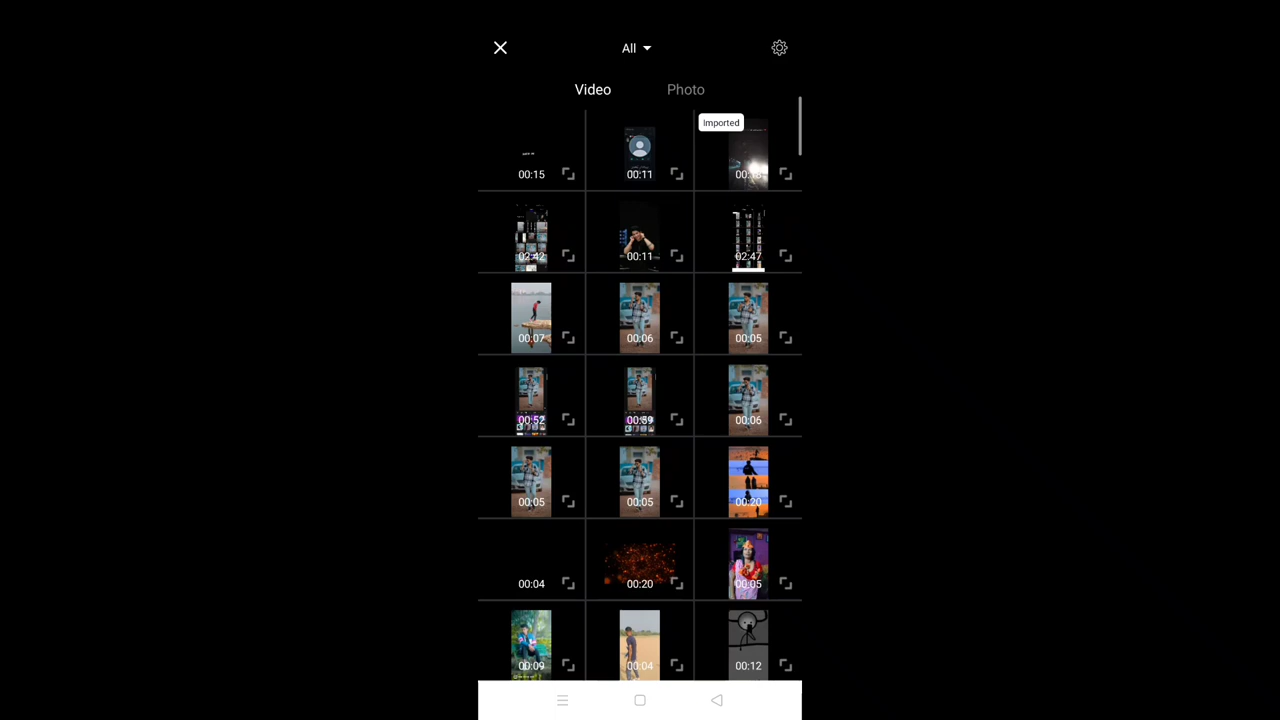 All
Video Photo
Imported
00:15 00:11
02:42 00:11 02:47
00:07 00:06 00:05
00:52 00:59 00:06
00:05 00:05 00:20
00:04 00:20 00:05
00:09 00:04 00:12